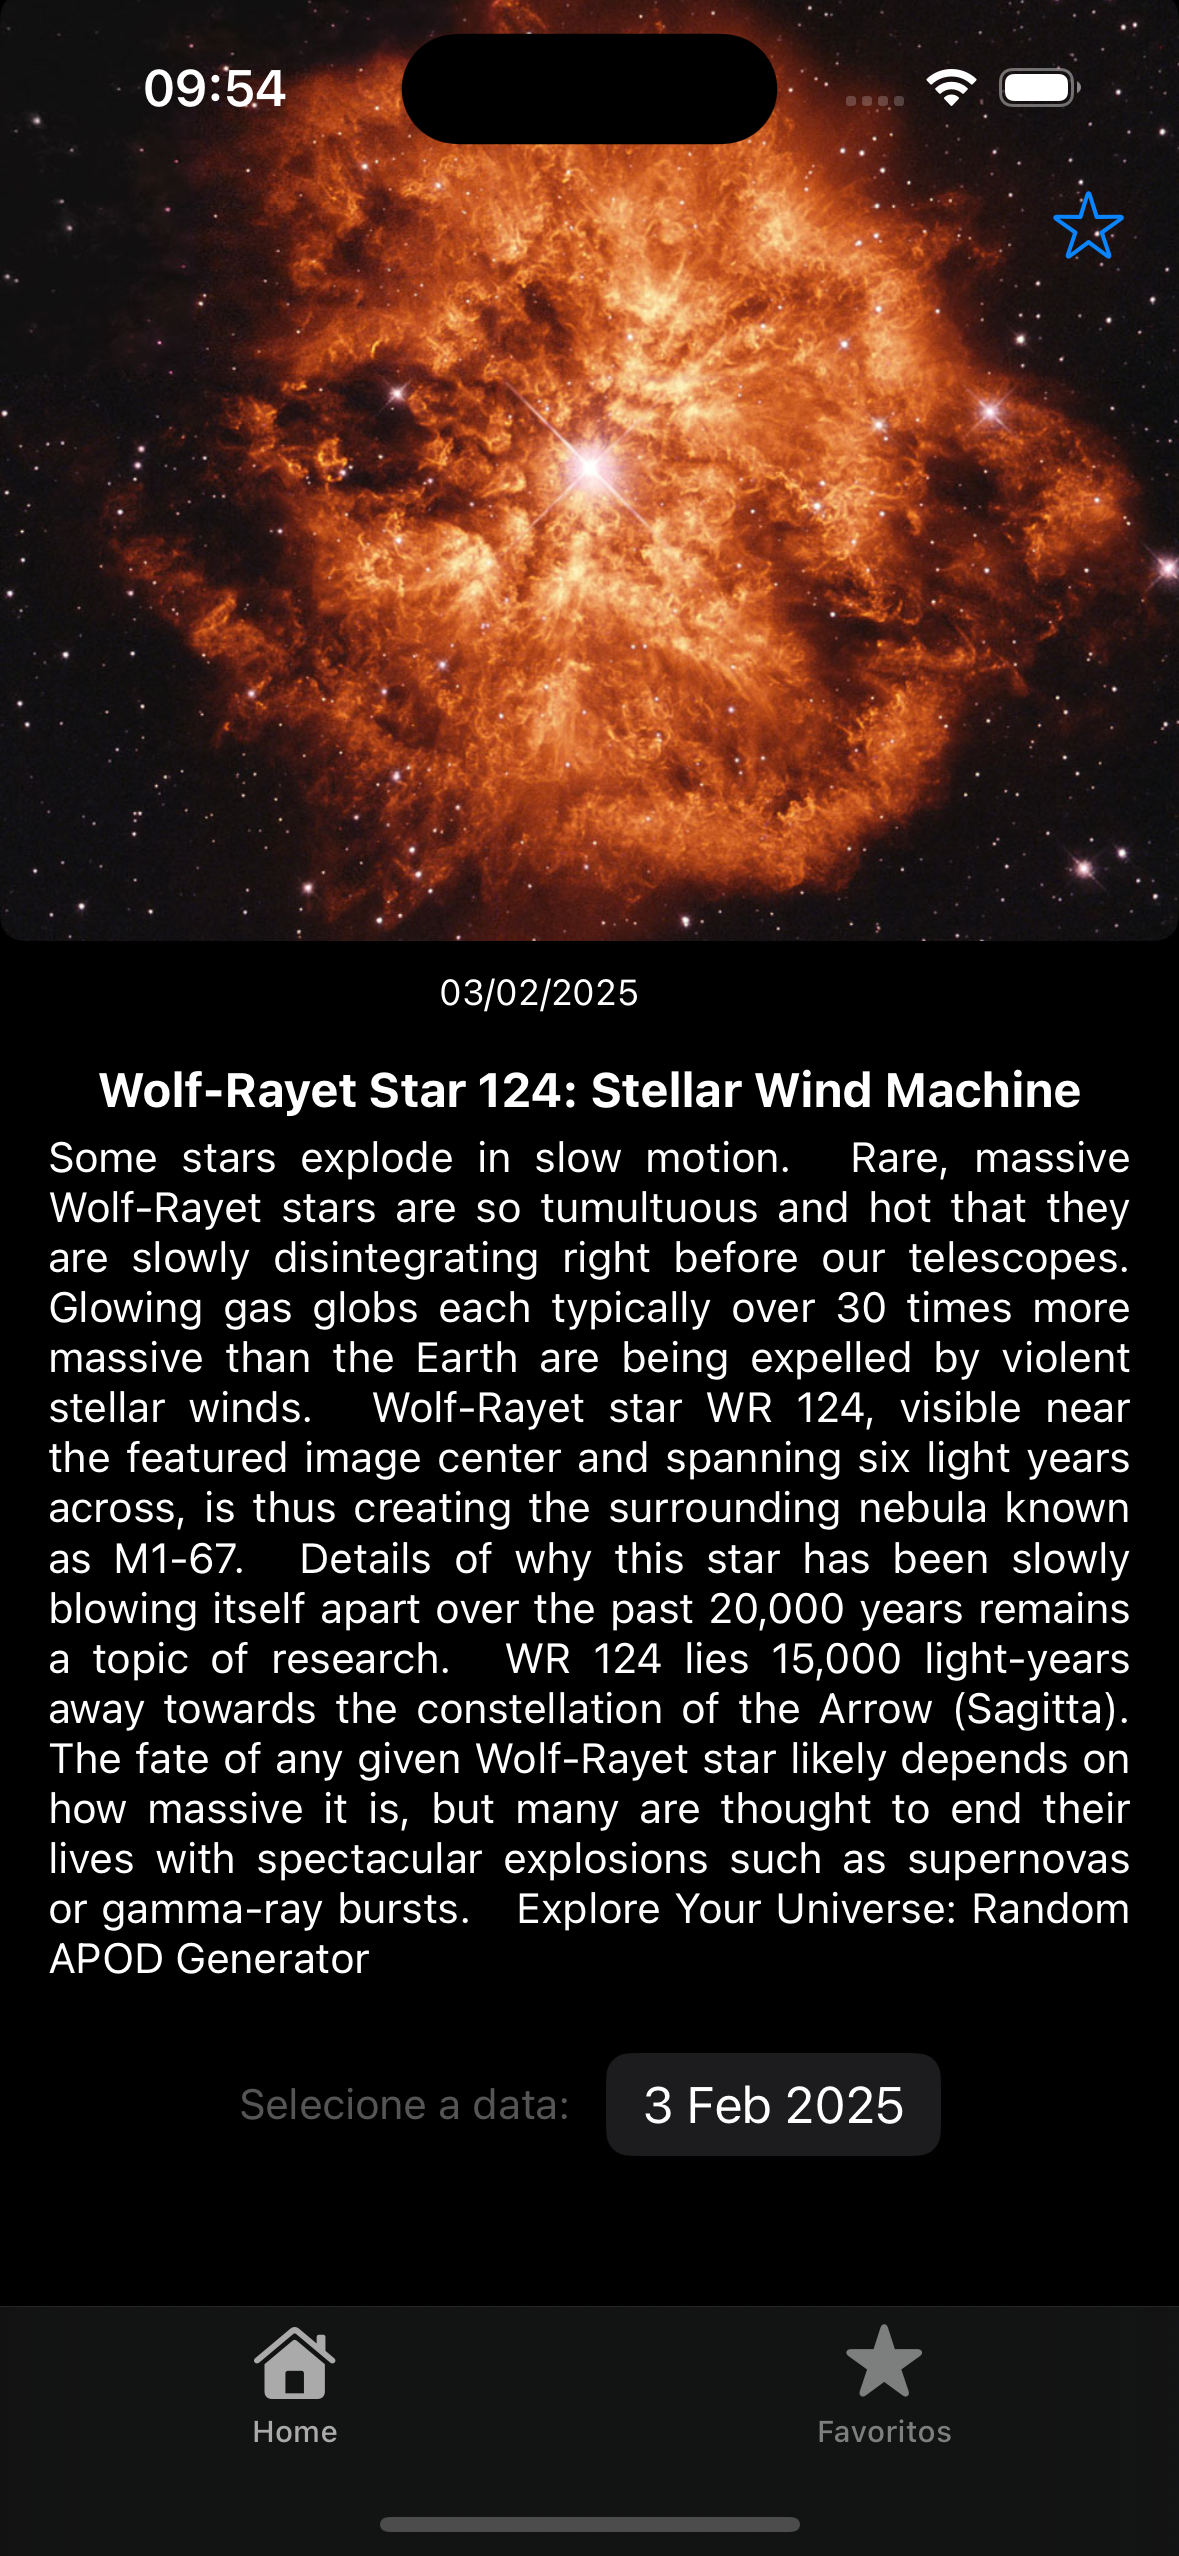 09:54
03/02/2025
Wolf-Rayet Star 124: Stellar Wind Machine
Some stars explode in slow motion. Rare, massive
Wolf-Rayet stars are so tumultuous and hot that they
are slowly disintegrating right before our telescopes.
Glowing gas globs each typically over 30 times more
massive than the Earth are being expelled by violent
stellar winds. Wolf-Rayet star WR 124, visible near
the featured image center and spanning six light years
across, is thus creating the surrounding nebula known
as M1-67. Details of why this star has been slowly
blowing itself apart over the past 20,000 years remains
a topic of research. WR 124 lies 15,000 light-years
away towards the constellation of the Arrow (Sagitta).
The fate of any given Wolf-Rayet star likely depends on
how massive it is, but many are thought to end their
lives with spectacular explosions such as supernovas
or gamma-ray bursts. Explore Your Universe: Random
APOD Generator
Selecione a data: 3 Feb 2025
Home Favoritos